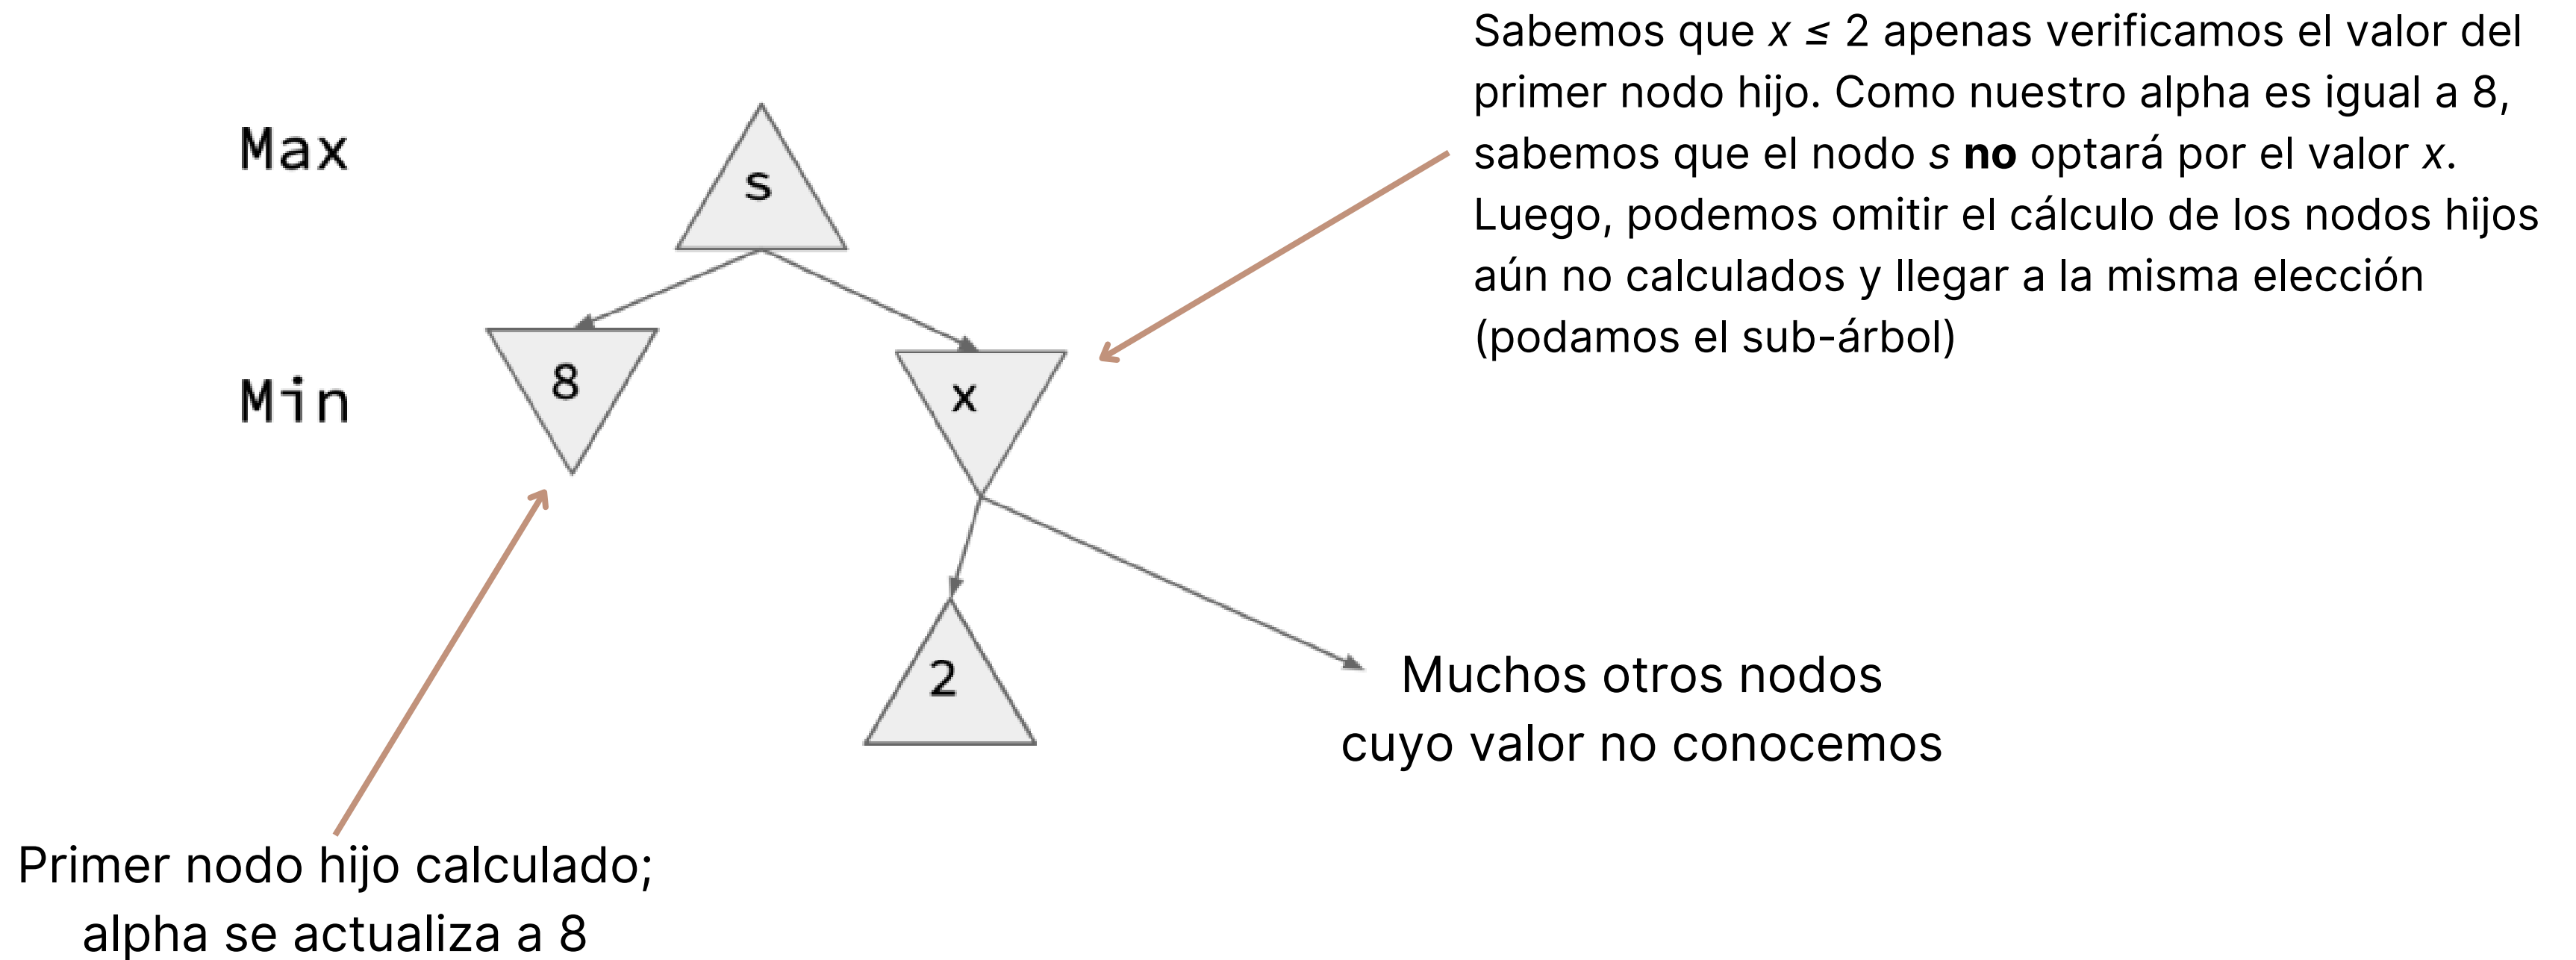 Sabemos que x ≤ 2 apenas verificamos el valor del
primer nodo hijo. Como nuestro alpha es igual a 8,
sabemos que el nodo s no optará por el valor x.
Luego, podemos omitir el cálculo de los nodos hijos
aún no calculados y llegar a la misma elección
(podamos el sub-árbol)
Max
s
Min
8
x
2
Muchos otros nodos
cuyo valor no conocemos
Primer nodo hijo calculado;
alpha se actualiza a 8